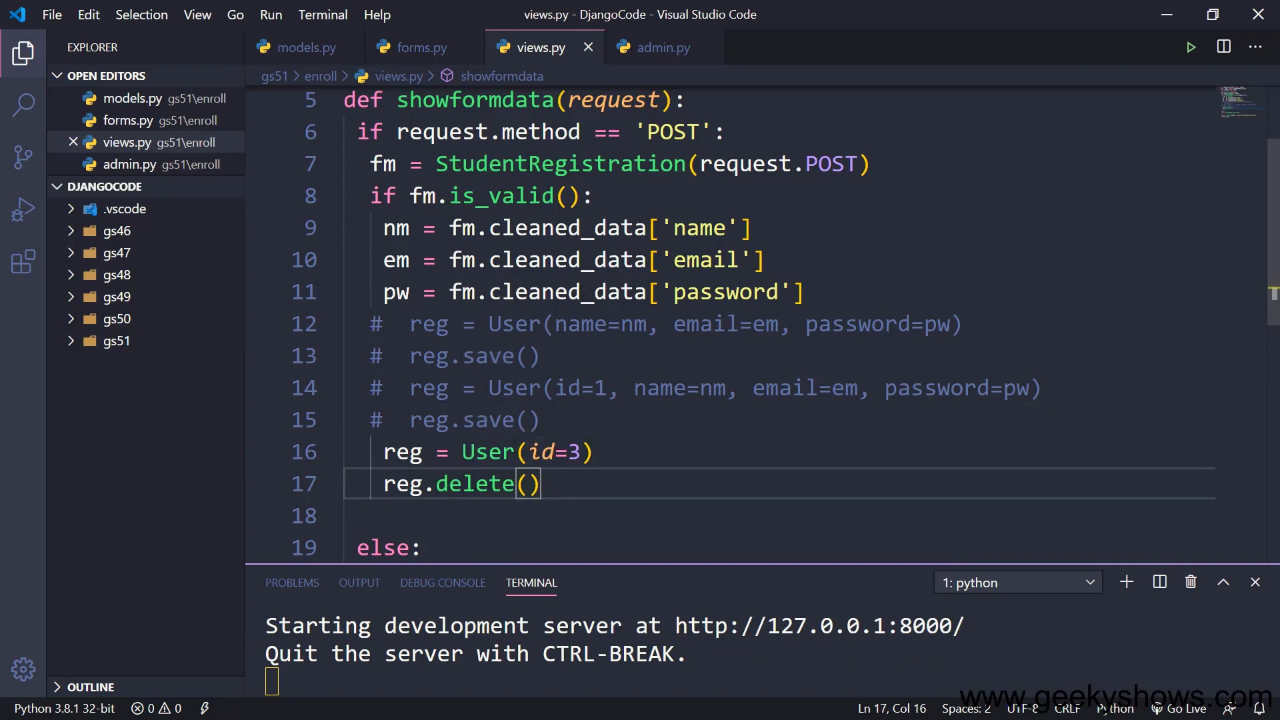 File Edit Selection View Go Run Terminal Help views.py - DjangoCode - Visual Studio Code
EXPLORER
models.py forms.py views.py admin.py
OPEN EDITORS
gs51 > enroll > views.py > showformdata
models.py gs51\enroll
forms.py gs51\enroll
views.py gs51\enroll
admin.py gs51\enroll
DJANGOCODE
.vscode
gs46
gs47
gs48
gs49
gs50
gs51
5 def showformdata(request):
6 if request.method == 'POST':
7 fm = StudentRegistration(request.POST)
8 if fm.is_valid():
9 nm = fm.cleaned_data['name']
10 em = fm.cleaned_data['email']
11 pw = fm.cleaned_data['password']
12 # reg = User(name=nm, email=em, password=pw)
13 # reg.save()
14 # reg = User(id=1, name=nm, email=em, password=pw)
15 # reg.save()
16 reg = User(id=3)
17 reg.delete()
18
19 else:
PROBLEMS OUTPUT DEBUG CONSOLE TERMINAL 1: python
Starting development server at http://127.0.0.1:8000/
Quit the server with CTRL-BREAK.
OUTLINE
www.geekyshows.com
Python 3.8.1 32-bit 0 0 Ln 17, Col 16 Spaces: 2 UTF-8 CRLF Python Go Live